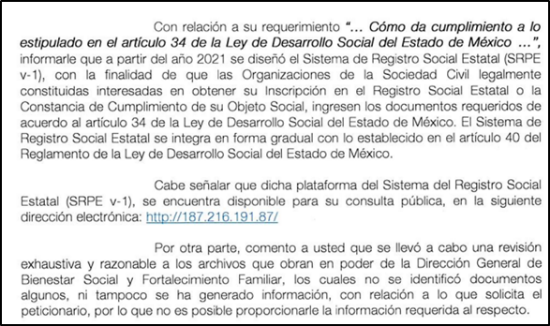 Con relación a su requerimiento “... Cómo da cumplimiento a lo
estipulado en el artículo 34 de la Ley de Desarrollo Social del Estado de México ...”,
informarle que a partir del año 2021 se diseñó el Sistema de Registro Social Estatal (SRPE
v-1), con la finalidad de que las Organizaciones de la Sociedad Civil legalmente
constituidas interesadas en obtener su Inscripción en el Registro Social Estatal o la
Constancia de Cumplimiento de su Objeto Social, ingresen los documentos requeridos de
acuerdo al artículo 34 de la Ley de Desarrollo Social del Estado de México. El Sistema de
Registro Social Estatal se integra en forma gradual con lo establecido en el artículo 40 del
Reglamento de la Ley de Desarrollo Social del Estado de México.
Cabe señalar que dicha plataforma del Sistema del Registro Social
Estatal (SRPE v-1), se encuentra disponible para su consulta pública, en la siguiente
dirección electrónica: http://187.216.191.87/
Por otra parte, comento a usted que se llevó a cabo una revisión
exhaustiva y razonable a los archivos que obran en poder de la Dirección General de
Bienestar Social y Fortalecimiento Familiar, los cuales no se identificó documentos
algunos, ni tampoco se ha generado información, con relación a lo que solicita el
peticionario, por lo que no es posible proporcionarle la información requerida al respecto.